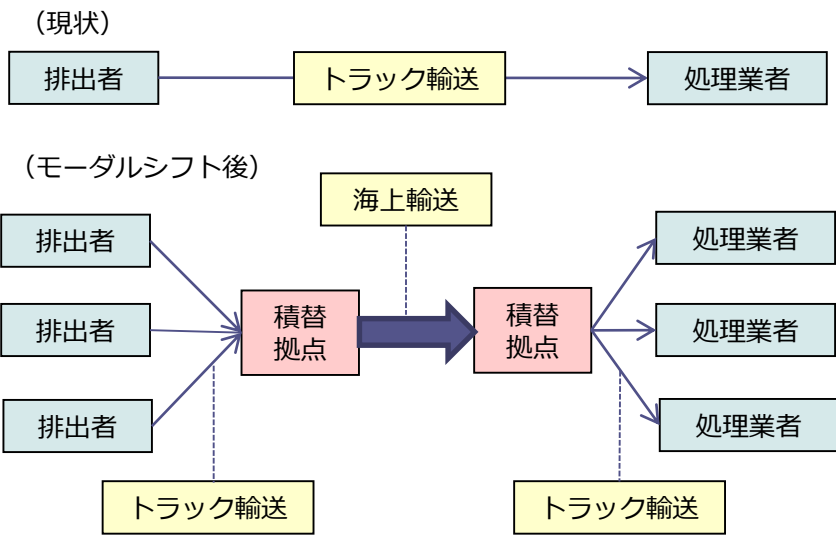 （現状）
排出者
トラック輸送
処理業者
（モーダルシフト後）
海上輸送
排出者
処理業者
積替
拠点
積替
拠点
排出者
処理業者
排出者
処理業者
トラック輸送
トラック輸送